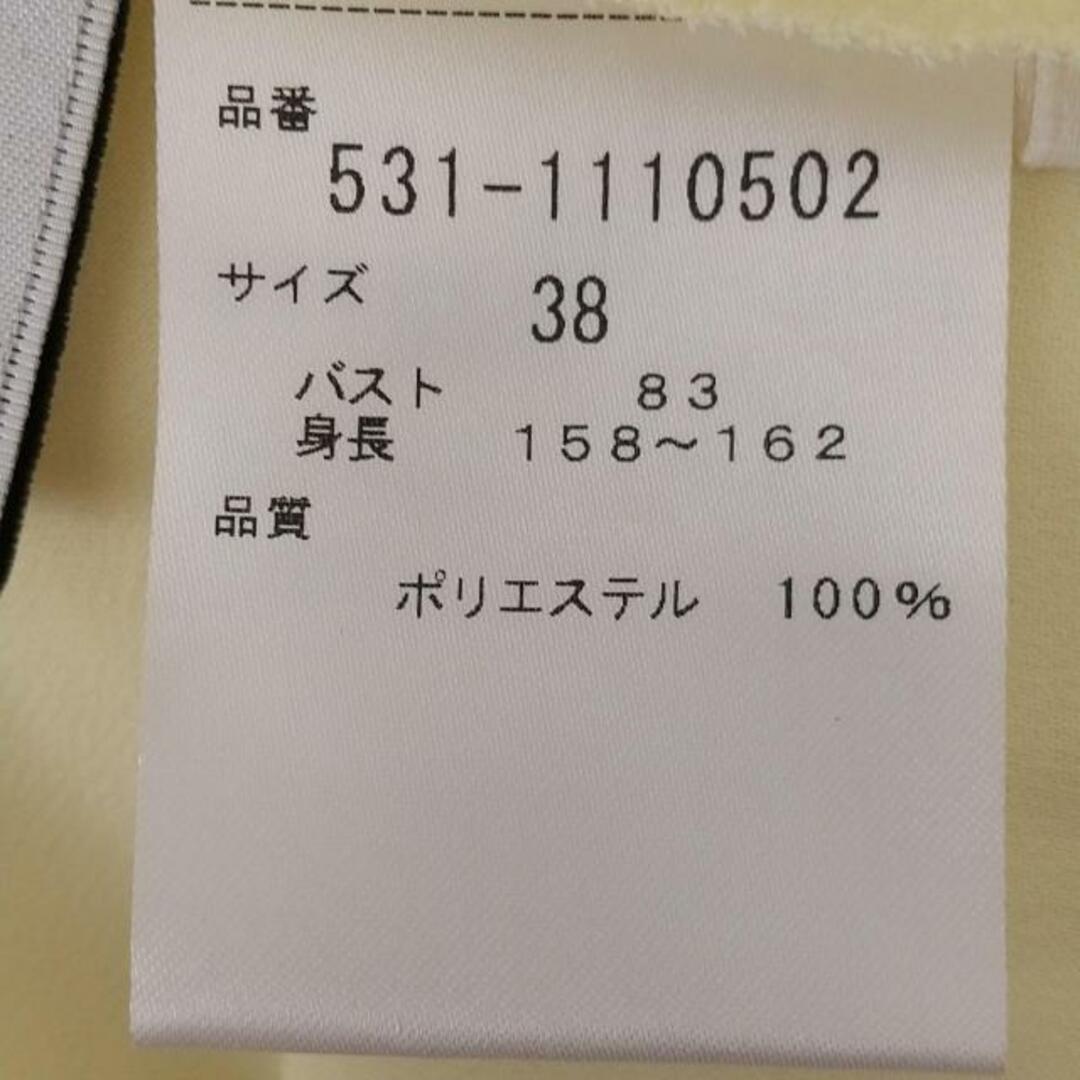 品番
531-1110502
サイズ 38
バスト 83
身長 158～162
品質
ポリエステル 100%